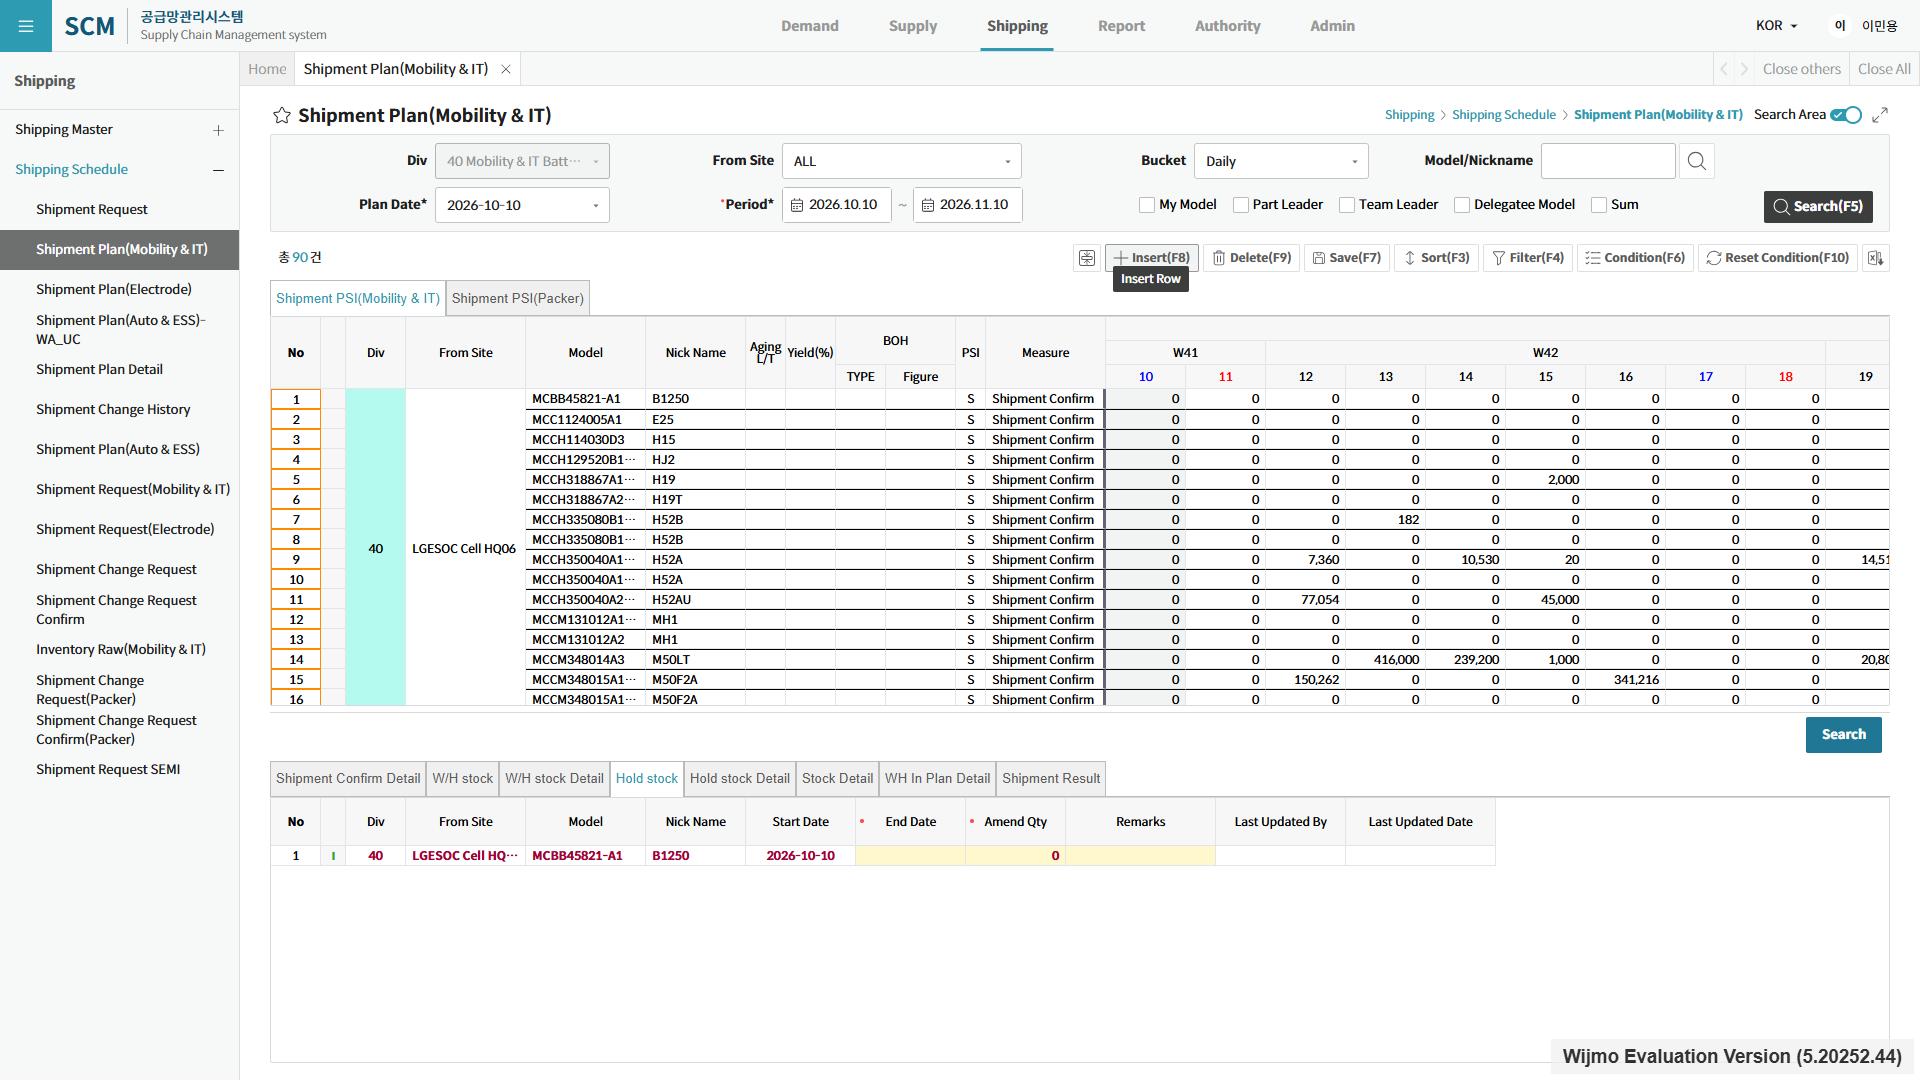 SCM
공급망관리시스템
Supply Chain Management system
Demand
Supply
Shipping
Report
Authority
Admin
KOR
이
이민용
Shipping
Home
Shipment Plan(Mobility & IT)
Close others
Close All
Shipping Master
Shipping Schedule
Shipment Request
Shipment Plan(Mobility & IT)
Shipment Plan(Electrode)
Shipment Plan(Auto & ESS)-
WA_UC
Shipment Plan Detail
Shipment Change History
Shipment Plan(Auto & ESS)
Shipment Request(Mobility & IT)
Shipment Request(Electrode)
Shipment Change Request
Shipment Change Request
Confirm
Inventory Raw(Mobility & IT)
Shipment Change
Request(Packer)
Shipment Change Request
Confirm(Packer)
Shipment Request SEMI
Shipment Plan(Mobility & IT)
Shipping > Shipping Schedule > Shipment Plan(Mobility & IT)
Search Area
Div 40 Mobility & IT Batt···
From Site ALL
Bucket Daily
Model/Nickname
Plan Date* 2026-10-10
*Period* 2026.10.10 ~ 2026.11.10
My Model
Part Leader
Team Leader
Delegatee Model
Sum
Search(F5)
총 90 건
Insert(F8)
Delete(F9)
Save(F7)
Sort(F3)
Filter(F4)
Condition(F6)
Reset Condition(F10)
Insert Row
Shipment PSI(Mobility & IT)
Shipment PSI(Packer)
No Div From Site Model Nick Name Aging L/T Yield(%) BOH PSI Measure W41 W42
TYPE Figure 10 11 12 13 14 15 16 17 18 19
40 LGESOC Cell HQ06
1 MCBB45821-A1 B1250 S Shipment Confirm 0 0 0 0 0 0 0 0 0
2 MCC1124005A1 E25 S Shipment Confirm 0 0 0 0 0 0 0 0 0
3 MCCH114030D3 H15 S Shipment Confirm 0 0 0 0 0 0 0 0 0
4 MCCH129520B1··· HJ2 S Shipment Confirm 0 0 0 0 0 0 0 0 0
5 MCCH318867A1··· H19 S Shipment Confirm 0 0 0 0 0 2,000 0 0 0
6 MCCH318867A2··· H19T S Shipment Confirm 0 0 0 0 0 0 0 0 0
7 MCCH335080B1··· H52B S Shipment Confirm 0 0 0 182 0 0 0 0 0
8 MCCH335080B1··· H52B S Shipment Confirm 0 0 0 0 0 0 0 0 0
9 MCCH350040A1··· H52A S Shipment Confirm 0 0 7,360 0 10,530 20 0 0 0 14,51
10 MCCH350040A1··· H52A S Shipment Confirm 0 0 0 0 0 0 0 0 0
11 MCCH350040A2··· H52AU S Shipment Confirm 0 0 77,054 0 0 45,000 0 0 0
12 MCCM131012A1··· MH1 S Shipment Confirm 0 0 0 0 0 0 0 0 0
13 MCCM131012A2 MH1 S Shipment Confirm 0 0 0 0 0 0 0 0 0
14 MCCM348014A3 M50LT S Shipment Confirm 0 0 0 416,000 239,200 1,000 0 0 0 20,80
15 MCCM348015A1··· M50F2A S Shipment Confirm 0 0 150,262 0 0 0 341,216 0 0
16 MCCM348015A1··· M50F2A S Shipment Confirm 0 0 0 0 0 0 0 0 0
Search
Shipment Confirm Detail
W/H stock
W/H stock Detail
Hold stock
Hold stock Detail
Stock Detail
WH In Plan Detail
Shipment Result
No Div From Site Model Nick Name Start Date * End Date * Amend Qty Remarks Last Updated By Last Updated Date
1 I 40 LGESOC Cell HQ··· MCBB45821-A1 B1250 2026-10-10 0
Wijmo Evaluation Version (5.20252.44)